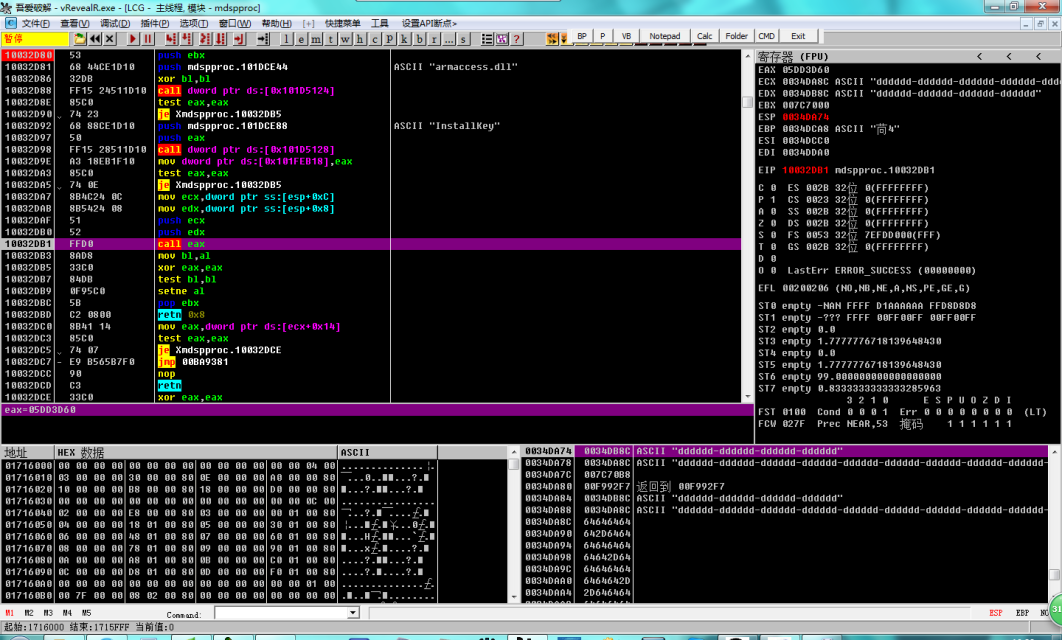 吾爱破解 - vRevealR.exe - [LCG - 主线程, 模块 - mdspproc]
文件(F) 查看(V) 调试(D) 插件(P) 选项(T) 窗口(W) 帮助(H) [+] 快捷菜单 工具 设置API断点»
暂停 l e m t w h c P k b r ... s ? BP P VB Notepad Calc Folder CMD Exit
10032D80 53 push ebx
10032D81 68 44CE1D10 push mdspproc.101DCE44 ASCII "armaccess.dll"
10032D86 32DB xor bl,bl
10032D88 FF15 24511D10 call dword ptr ds:[0x101D5124]
10032D8E 85C0 test eax,eax
10032D90 74 23 je Xmdspproc.10032DB5
10032D92 68 88CE1D10 push mdspproc.101DCE88 ASCII "InstallKey"
10032D97 50 push eax
10032D98 FF15 28511D10 call dword ptr ds:[0x101D5128]
10032D9E A3 18EB1F10 mov dword ptr ds:[0x101FEB18],eax
10032DA3 85C0 test eax,eax
10032DA5 74 0E je Xmdspproc.10032DB5
10032DA7 8B4C24 0C mov ecx,dword ptr ss:[esp+0xC]
10032DAB 8B5424 08 mov edx,dword ptr ss:[esp+0x8]
10032DAF 51 push ecx
10032DB0 52 push edx
10032DB1 FFD0 call eax
10032DB3 8AD8 mov bl,al
10032DB5 33C0 xor eax,eax
10032DB7 84DB test bl,bl
10032DB9 0F95C0 setne al
10032DBC 5B pop ebx
10032DBD C2 0800 retn 0x8
10032DC0 8B41 14 mov eax,dword ptr ds:[ecx+0x14]
10032DC3 85C0 test eax,eax
10032DC5 74 07 je Xmdspproc.10032DCE
10032DC7 - E9 B565B7F0 jmp 00BA9381
10032DCC 90 nop
10032DCD C3 retn
10032DCE 33C0 xor eax,eax
eax=05DD3D60
寄存器 (FPU) < < <
EAX 05DD3D60
ECX 0034DA8C ASCII "dddddd-dddddd-dddddd-dddddd-dddddd-ddd
EDX 0034DB8C ASCII "dddddd-dddddd-dddddd-dddddd"
EBX 007C7000
ESP 0034DA74
EBP 0034DCA8 ASCII "茴4"
ESI 0034DCC0
EDI 0034DDA0
EIP 10032DB1 mdspproc.10032DB1
C 0 ES 002B 32位 0(FFFFFFFF)
P 1 CS 0023 32位 0(FFFFFFFF)
A 0 SS 002B 32位 0(FFFFFFFF)
Z 0 DS 002B 32位 0(FFFFFFFF)
S 0 FS 0053 32位 7EFDD000(FFF)
T 0 GS 002B 32位 0(FFFFFFFF)
D 0
O 0 LastErr ERROR_SUCCESS (00000000)
EFL 00200206 (NO,NB,NE,A,NS,PE,GE,G)
ST0 empty -NAN FFFF D1AAAAAA FFD8D8D8
ST1 empty -??? FFFF 00FF00FF 00FF00FF
ST2 empty 0.0
ST3 empty 1.7777767718139648430
ST4 empty 0.0
ST5 empty 1.7777767718139648430
ST6 empty 99.000000000000000000
ST7 empty 0.8333333333333285963
3 2 1 0 E S P U O Z D I
FST 0100 Cond 0 0 0 1 Err 0 0 0 0 0 0 0 0 (LT)
FCW 027F Prec NEAR,53 掩码 1 1 1 1 1 1
地址 HEX 数据 ASCII
01716000 00 00 00 00 00 00 00 00 00 00 00 00 00 00 04 00
01716010 03 00 00 00 30 00 00 80 0E 00 00 00 A0 00 00 80
01716020 10 00 00 00 B8 00 00 80 18 00 00 00 D0 00 00 80
01716030 00 00 00 00 00 00 00 00 00 00 00 00 00 00 0C 00
01716040 02 00 00 00 E8 00 00 80 03 00 00 00 00 01 00 80
01716050 04 00 00 00 18 01 00 80 05 00 00 00 30 01 00 80
01716060 06 00 00 00 48 01 00 80 07 00 00 00 60 01 00 80
01716070 08 00 00 00 78 01 00 80 09 00 00 00 90 01 00 80
01716080 0A 00 00 00 A8 01 00 80 0B 00 00 00 C0 01 00 80
01716090 0C 00 00 00 D8 01 00 80 0D 00 00 00 F0 01 00 80
017160A0 00 00 00 00 00 00 00 00 00 00 00 00 00 00 01 00
017160B0 00 7F 00 00 08 02 00 80 00 00 00 00 00 00 00 00
0034DA74 0034DB8C ASCII "dddddd-dddddd-dddddd-dddddd"
0034DA78 0034DA8C ASCII "dddddd-dddddd-dddddd-dddddd-dddddd-dddddd-dddddd-
0034DA7C 007C70B8
0034DA80 00F992F7 返回到 00F992F7
0034DA84 0034DB8C ASCII "dddddd-dddddd-dddddd-dddddd"
0034DA88 0034DA8C ASCII "dddddd-dddddd-dddddd-dddddd-dddddd-dddddd-dddddd-
0034DA8C 64646464
0034DA90 642D6464
0034DA94 64646464
0034DA98 64642D64
0034DA9C 64646464
0034DAA0 6464642D
0034DAA4 2D646464
M1 M2 M3 M4 M5 Command: ESP EBP
起始:1716000 结束:1715FFF 当前值:0